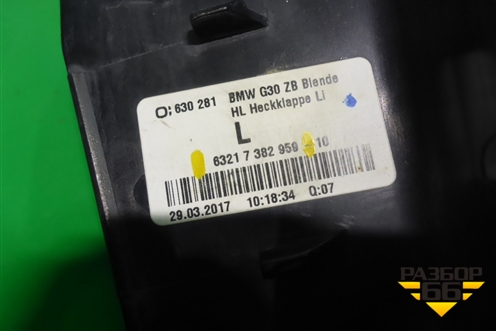 O; 630 281 BMW G30 ZB Blende
HL Heckklappe Li
L
6321 7 382 959 - 10
29.03.2017 10:18:34 Q:07
РАЗБОР
66